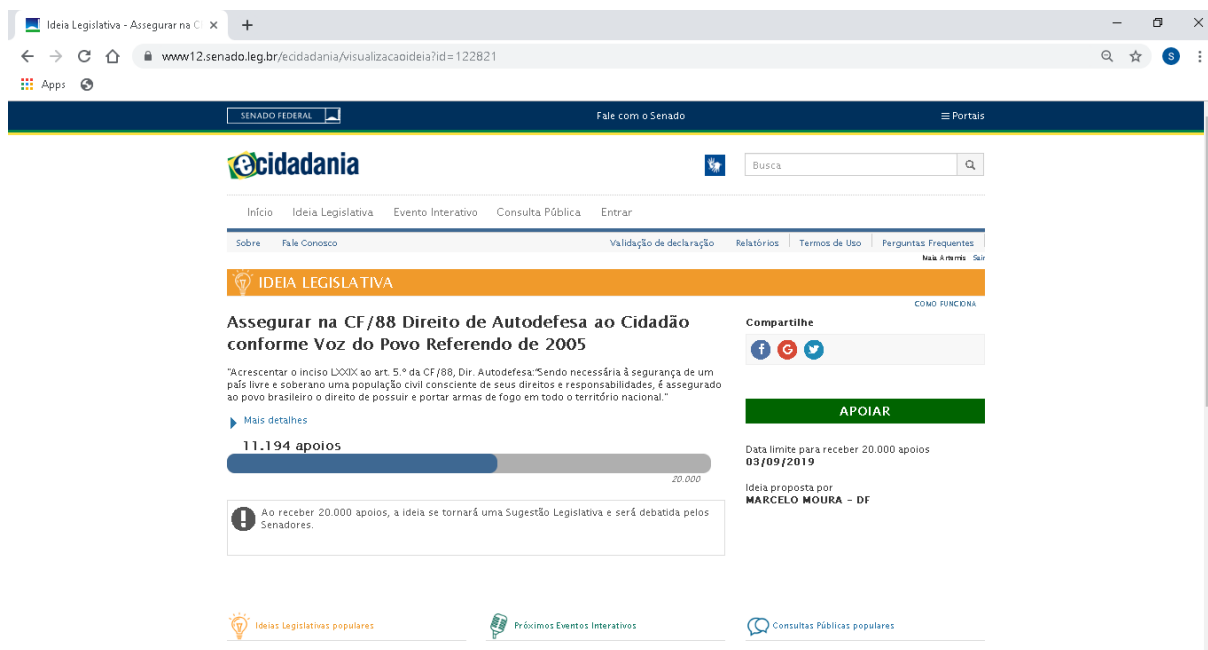 Ideia Legislativa - Assegurar na C
www12.senado.leg.br/ecidadania/visualizacaoideia?id=122821
S
Apps
SENADO FEDERAL
Fale com o Senado
Portais
ecidadania
Busca
Início Ideia Legislativa Evento Interativo Consulta Pública Entrar
Sobre Fale Conosco Validação de declaração Relatórios Termos de Uso Perguntas Frequentes
Maia Artemis Sair
IDEIA LEGISLATIVA
COMO FUNCIONA
Assegurar na CF/88 Direito de Autodefesa ao Cidadão
conforme Voz do Povo Referendo de 2005
"Acrescentar o inciso LXXIX ao art. 5.º da CF/88, Dir. Autodefesa:"Sendo necessária à segurança de um
país livre e soberano uma população civil consciente de seus direitos e responsabilidades, é assegurado
ao povo brasileiro o direito de possuir e portar armas de fogo em todo o território nacional."
Mais detalhes
11.194 apoios
20.000
Ao receber 20.000 apoios, a ideia se tornará uma Sugestão Legislativa e será debatida pelos
Senadores.
Compartilhe
f G
APOIAR
Data limite para receber 20.000 apoios
03/09/2019
Ideia proposta por
MARCELO MOURA - DF
Ideias Legislativas populares
Próximos Eventos Interativos
Consultas Públicas populares